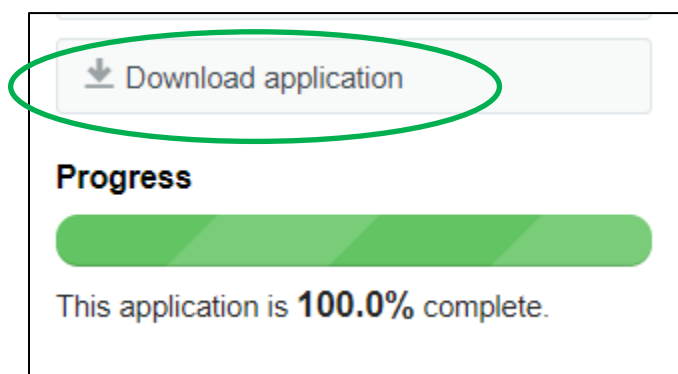 Download application
Progress
This application is 100.0% complete.